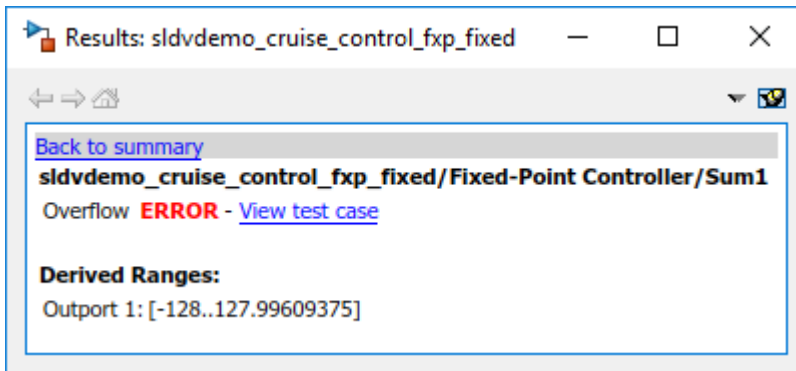 Results: sldvdemo_cruise_control_fxp_fixed
Back to summary
sldvdemo_cruise_control_fxp_fixed/Fixed-Point Controller/Sum1
Overflow ERROR - View test case
Derived Ranges:
Outport 1: [-128..127.99609375]